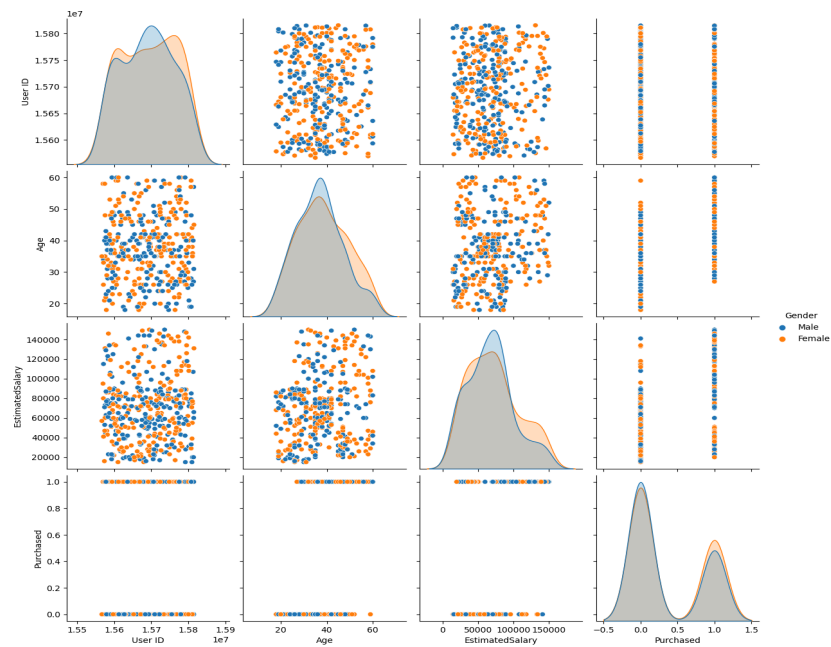 1e7
1.580
1.575
1.570
1.565
1.560
User ID
60
50
40
30
20
Age
140000
120000
100000
80000
60000
40000
20000
EstimatedSalary
1.0
0.8
0.6
0.4
0.2
0.0
Purchased
1.55 1.56 1.57 1.58 1.59
1e7
User ID
20 40 60
Age
0 50000 100000 150000
EstimatedSalary
−0.5 0.0 0.5 1.0 1.5
Purchased
Gender
Male
Female